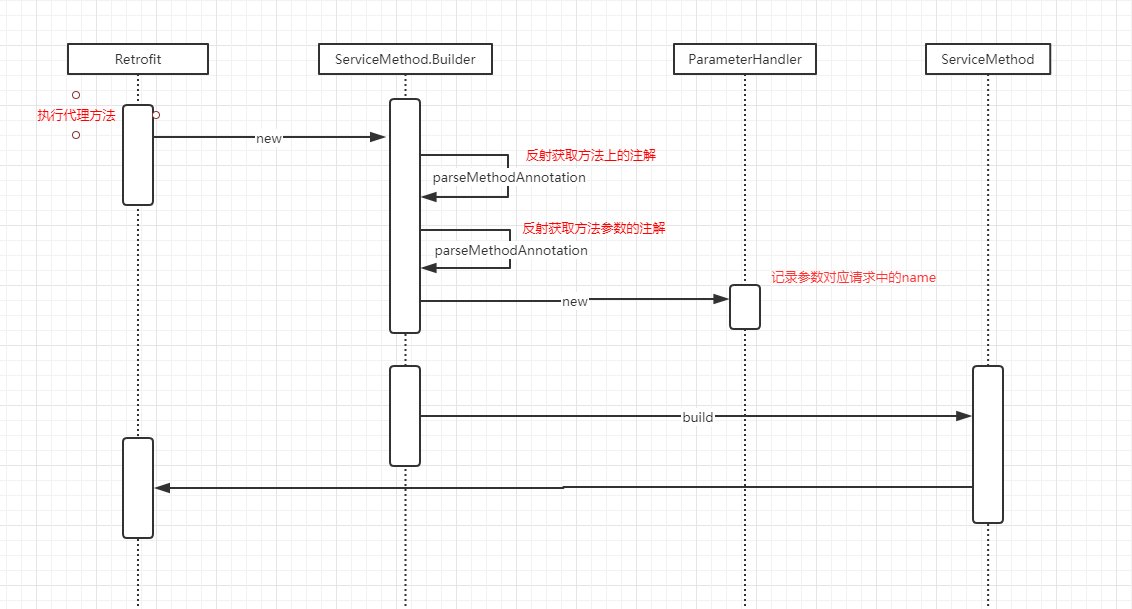 Retrofit
ServiceMethod.Builder
ParameterHandler
ServiceMethod
执行代理方法
new
反射获取方法上的注解
parseMethodAnnotation
反射获取方法参数的注解
parseMethodAnnotation
记录参数对应请求中的name
new
build